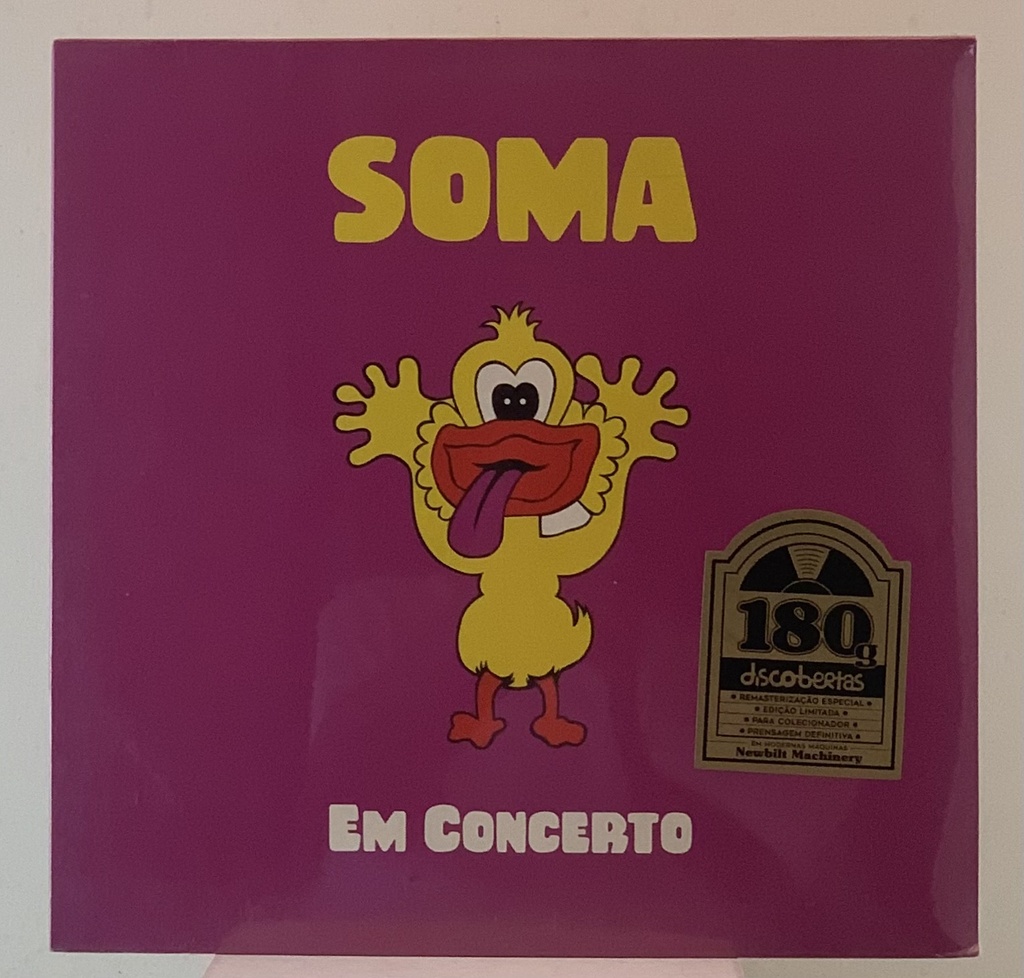 SOMA
180g
discobertas
• REMASTERIZAÇÃO ESPECIAL •
• EDIÇÃO LIMITADA •
• PARA COLECIONADOR •
• PRENSAGEM DEFINITIVA •
EM MODERNAS MÁQUINAS
Newbilt Machinery
EM CONCERTO